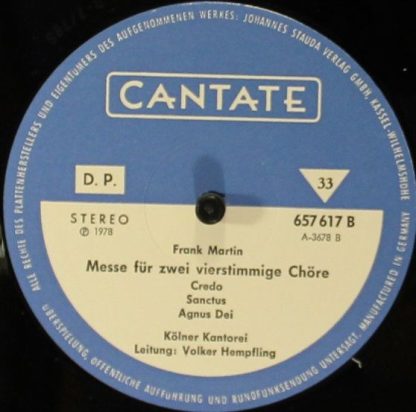 ALLE RECHTE DES PLATTENHERSTELLERS UND EIGENTÜMERS DES AUFGENOMMENEN WERKES: JOHANNES STAUDA VERLAG GMBH, KASSEL-WILHELMSHÖHE
CANTATE
D. P.
33
STEREO
657617 B
℗ 1978
A-3678 B
Frank Martin
Messe für zwei vierstimmige Chöre
Credo
Sanctus
Agnus Dei
Kölner Kantorei
Leitung: Volker Hempfling
ÜBERSPIELUNG, ÖFFENTLICHE AUFFÜHRUNG UND RUNDFUNKSENDUNG UNTERSAGT. MANUFACTURED IN GERMANY